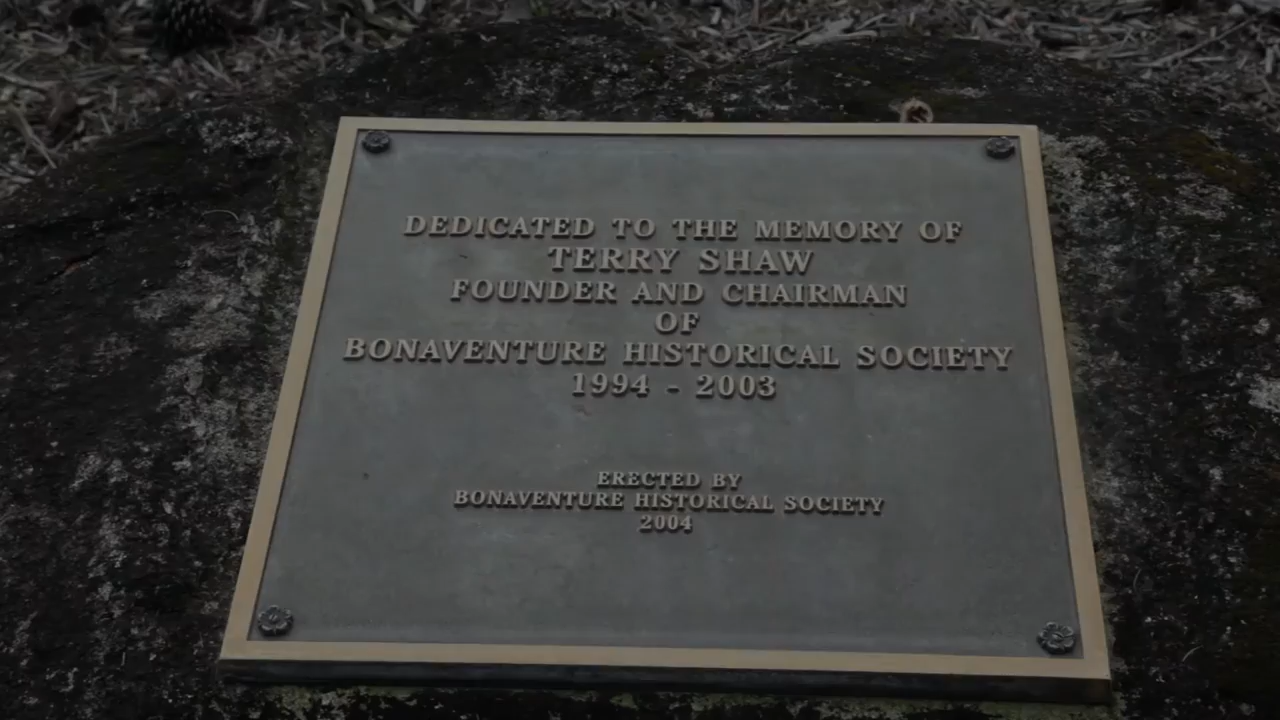 DEDICATED TO THE MEMORY OF
TERRY SHAW
FOUNDER AND CHAIRMAN
OF
BONAVENTURE HISTORICAL SOCIETY
1994 - 2003
ERECTED BY
BONAVENTURE HISTORICAL SOCIETY
2004